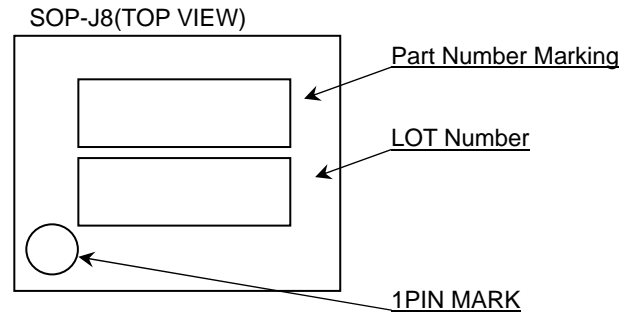 SOP-J8(TOP VIEW)
Part Number Marking
LOT Number
1PIN MARK